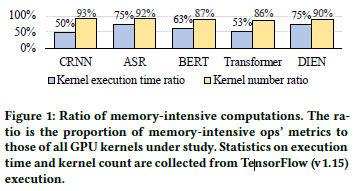 100%
50%
0%
50% 93% 75% 92% 63% 87% 53% 86% 75% 90%
CRNN ASR BERT Transformer DIEN
Kernel execution time ratio Kernel number ratio
Figure 1: Ratio of memory-intensive computations. The ra-
tio is the proportion of memory-intensive ops' metrics to
those of all GPU kernels under study. Statistics on execution
time and kernel count are collected from TensorFlow (v1.15)
execution.